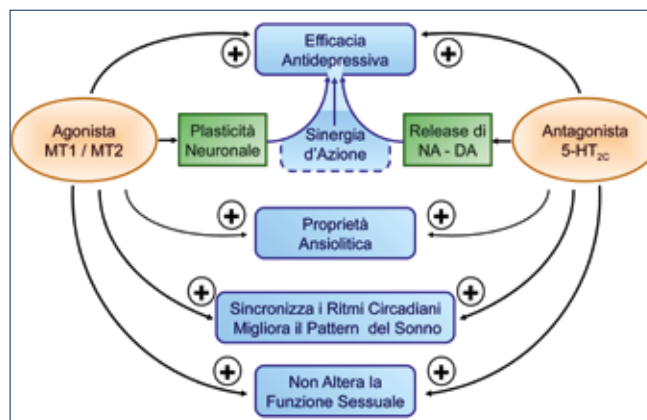 Efficacia
Antidepressiva
+
+
Agonista
MT1 / MT2
Plasticità
Neuronale
Sinergia
d'Azione
Release di
NA - DA
Antagonista
5-HT2C
+
+
Proprietà
Ansiolitica
+
+
Sincronizza i Ritmi Circadiani
Migliora il Pattern del Sonno
+
+
Non Altera la
Funzione Sessuale